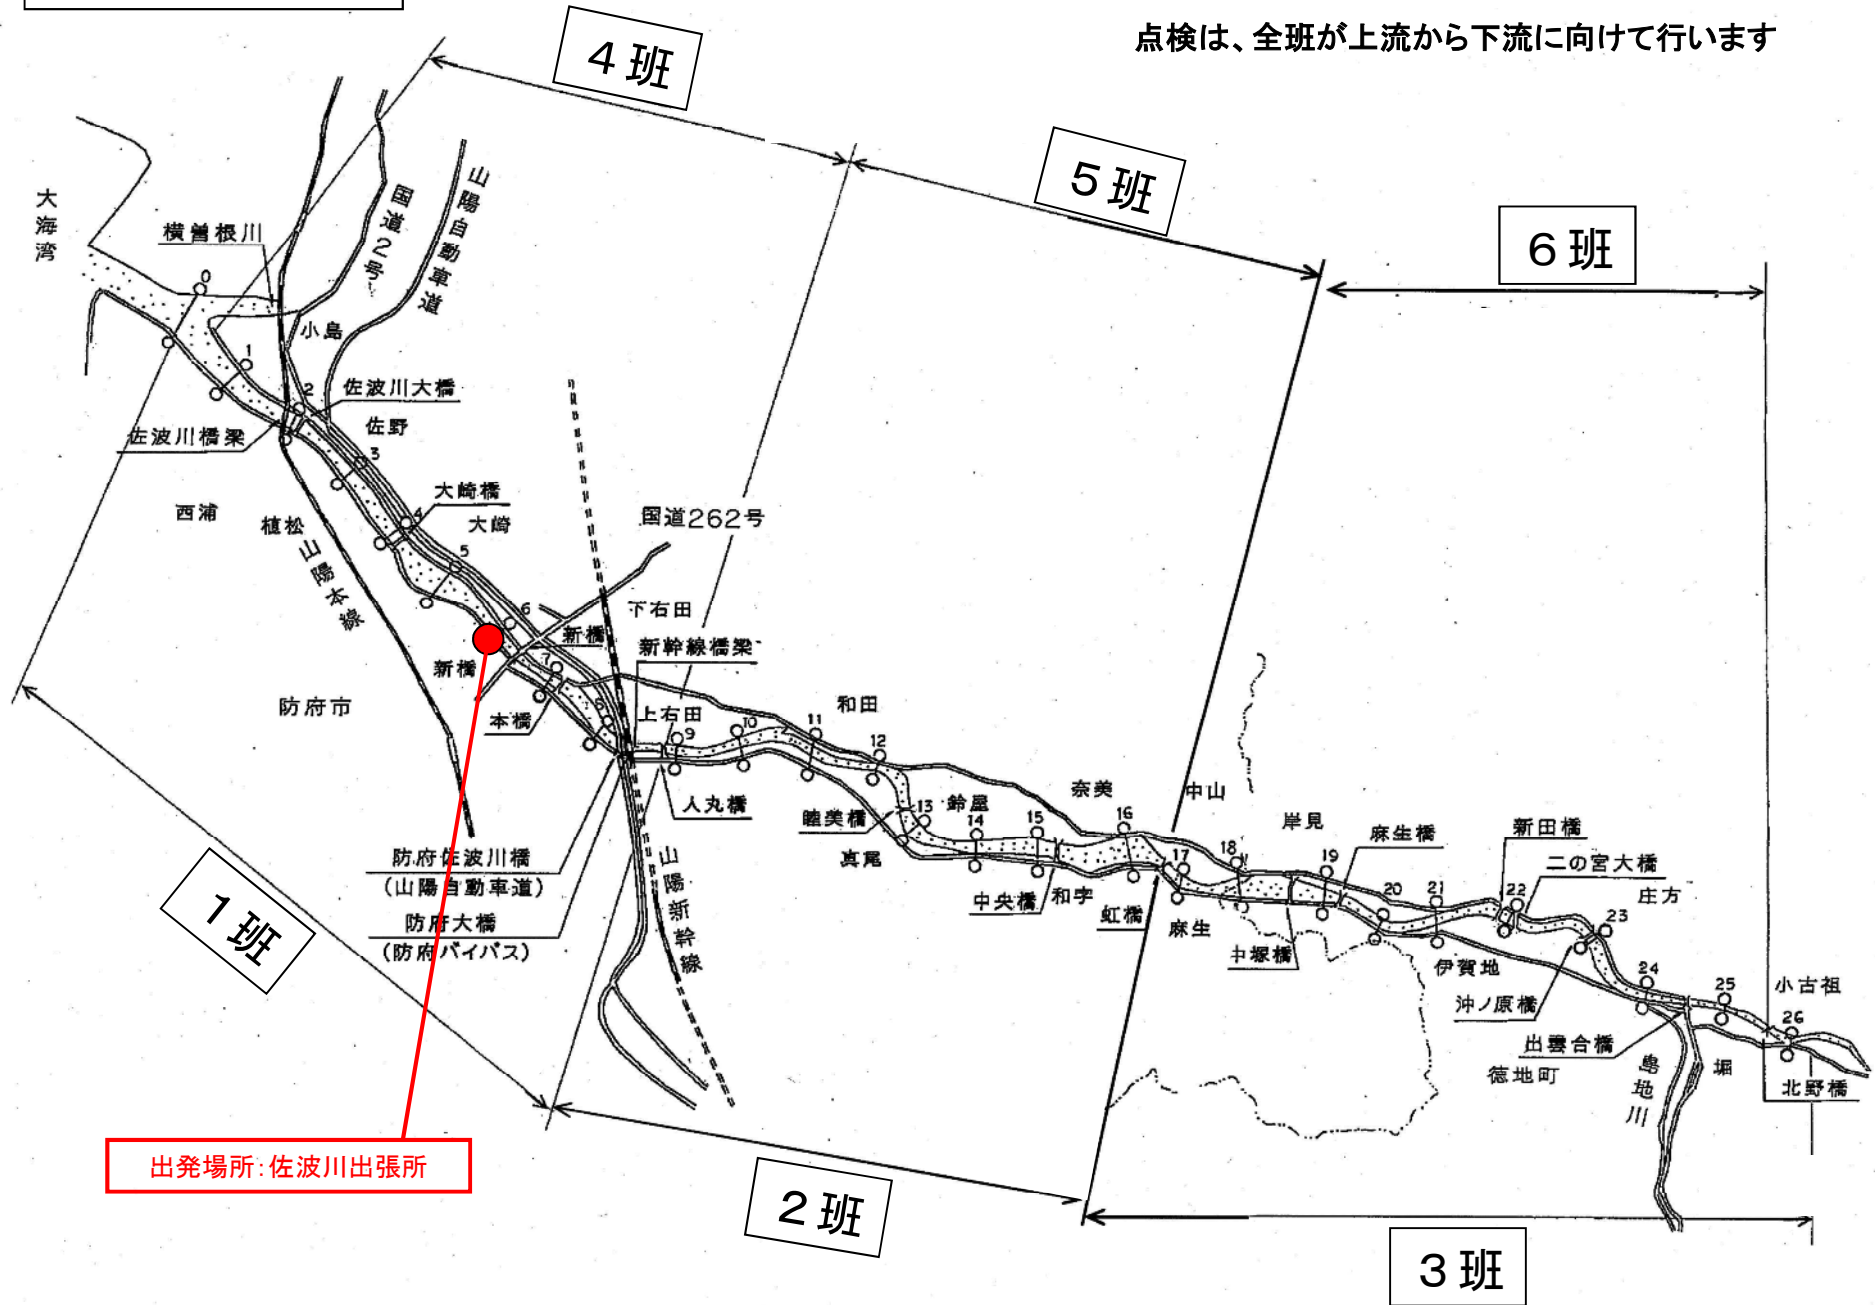 点検は、全班が上流から下流に向けて行います
4班
5班
6班
大海湾
横曽根川
国道2号
山陽自動車道
0
小島
1
2
佐波川大橋
佐波川橋梁
佐野
3
西浦
植松
大崎橋
4
大崎
5
国道262号
山陽本線
6
下右田
新橋
新幹線橋梁
新橋
7
防府市
本橋
8
上右田
9
10
11
和田
12
人丸橋
睦美橋
13
鈴屋
14
15
奈美
16
中山
真尾
中央橋
和字
虹橋
17
麻生
18
岸見
19
麻生橋
新田橋
二の宮大橋
20
21
22
庄方
23
中塚橋
伊賀地
沖ノ原橋
24
25
小古祖
26
出雲合橋
徳地町
島地川
堀
北野橋
防府佐波川橋
(山陽自動車道)
防府大橋
(防府バイパス)
山陽新幹線
1班
出発場所:佐波川出張所
2班
3班